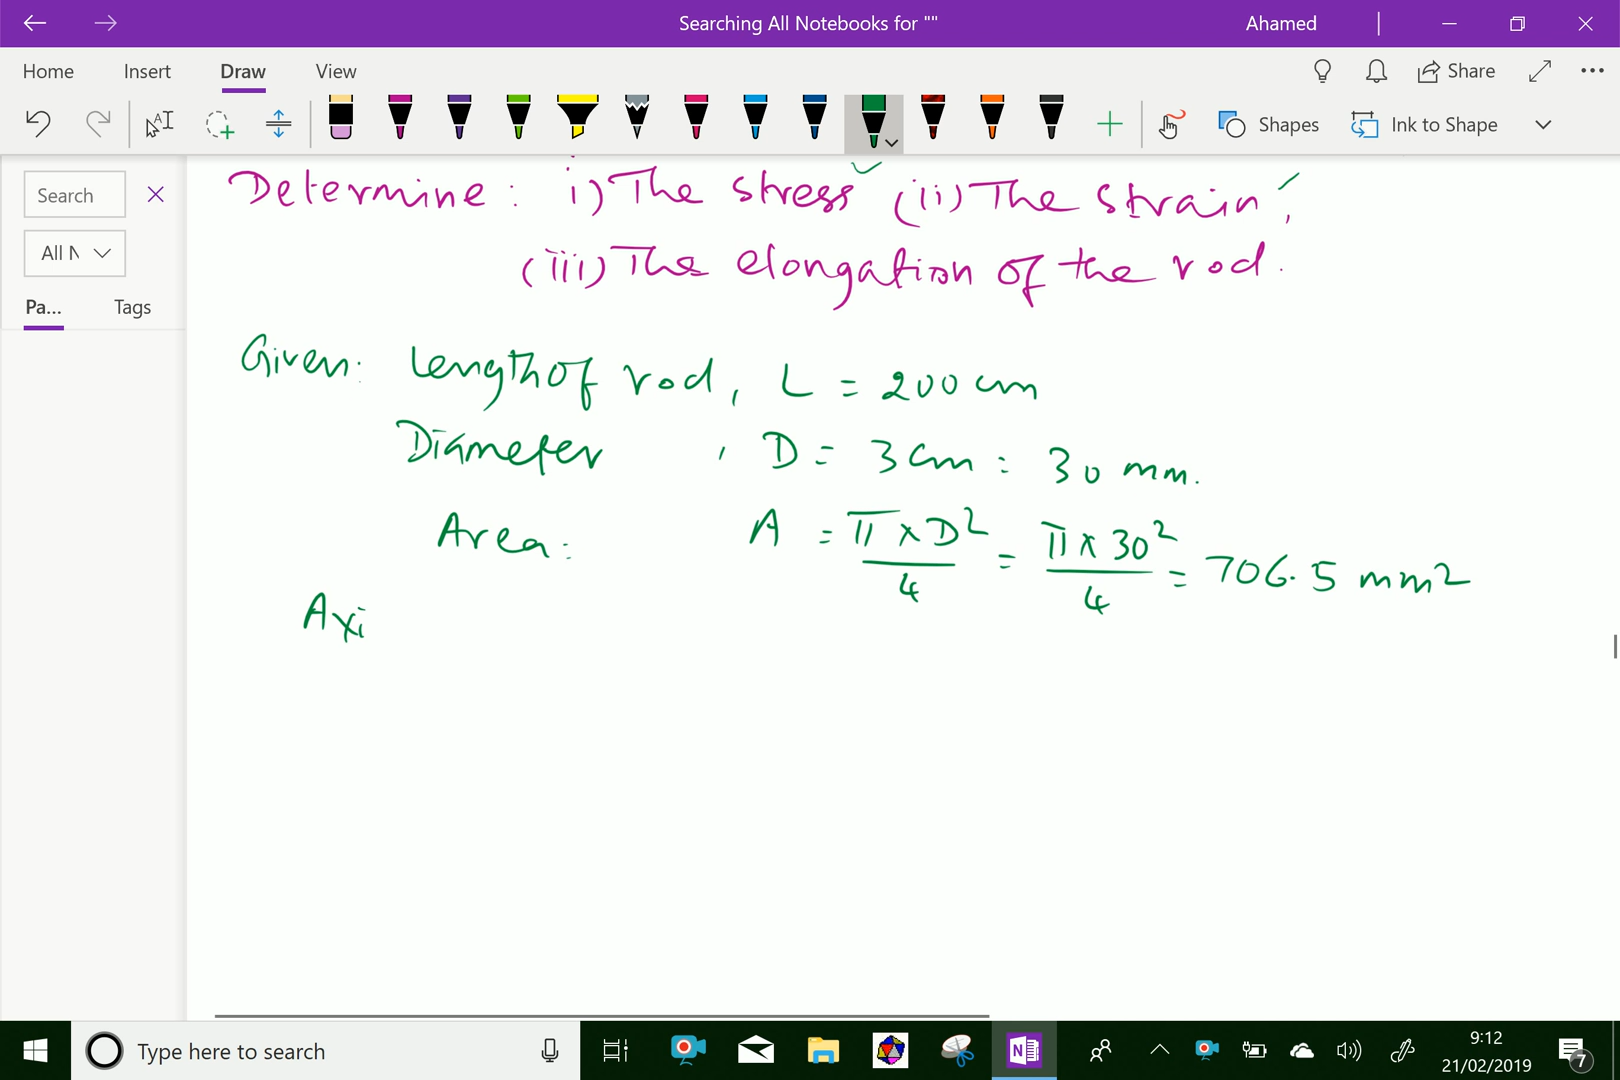 Searching All Notebooks for ""
Ahamed
Home Insert Draw View
Share
Shapes
Ink to Shape
Search
All N
Pa... Tags
Determine : i) The stress (ii) The strain,
(iii) The elongation of the rod.
Given: Length of rod, L = 200 cm
Diameter , D = 3 cm = 30 mm.
Area: A = π × D² / 4 = π × 30² / 4 = 706.5 mm²
Axi
Type here to search
9:12
21/02/2019
7